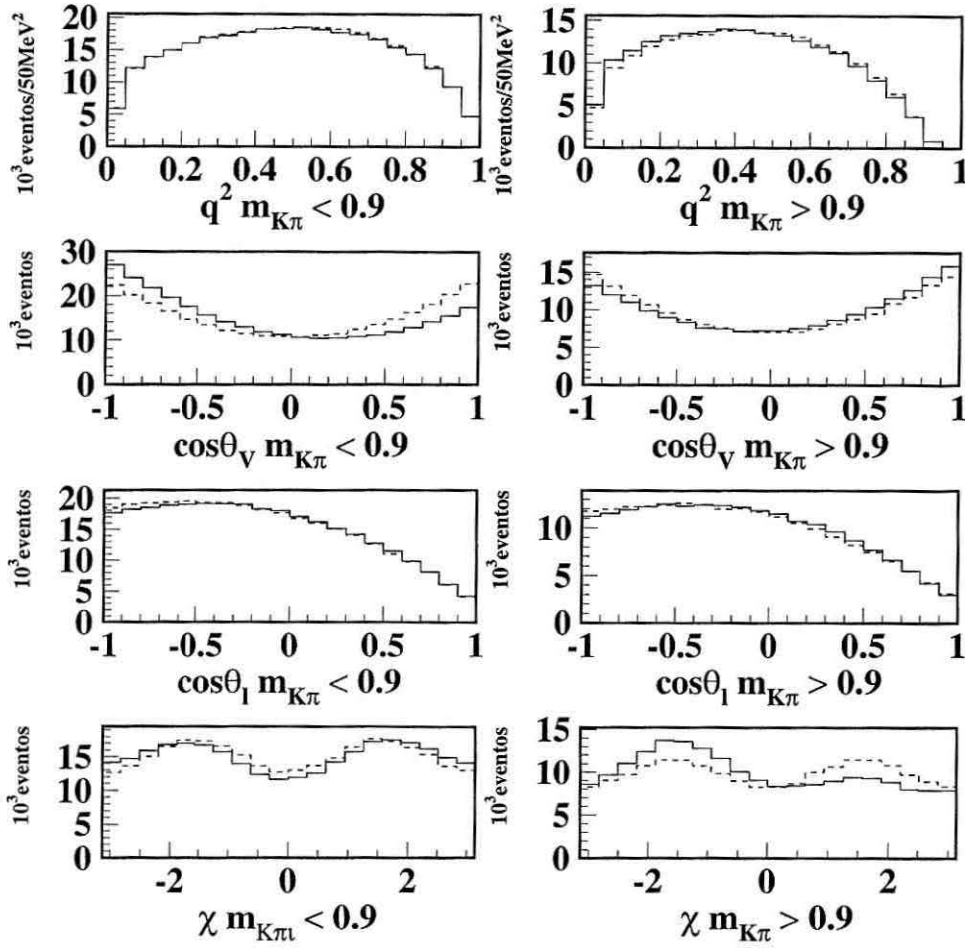 10³eventos/50MeV²
20
15
10
5
0
0 0.2 0.4 0.6 0.8 1
q² m_Kπ < 0.9
10³eventos/50MeV²
15
10
5
0
0 0.2 0.4 0.6 0.8 1
q² m_Kπ > 0.9
10³eventos
30
20
10
0
-1 -0.5 0 0.5 1
cosθ_V m_Kπ < 0.9
10³eventos
15
10
5
0
-1 -0.5 0 0.5 1
cosθ_V m_Kπ > 0.9
10³eventos
20
15
10
5
0
-1 -0.5 0 0.5 1
cosθ_l m_Kπ < 0.9
10³eventos
10
5
0
-1 -0.5 0 0.5 1
cosθ_l m_Kπ > 0.9
10³eventos
15
10
5
0
-2 0 2
χ m_Kπι < 0.9
10³eventos
15
10
5
0
-2 0 2
χ m_Kπ > 0.9